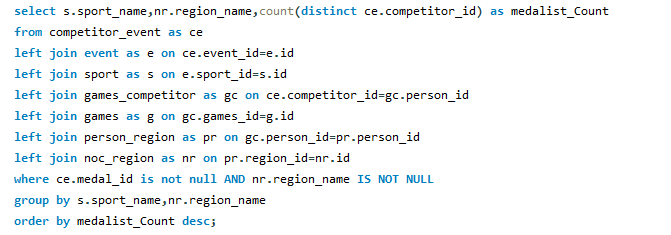 select s.sport_name,nr.region_name,count(distinct ce.competitor_id) as medalist_Count
from competitor_event as ce
left join event as e on ce.event_id=e.id
left join sport as s on e.sport_id=s.id
left join games_competitor as gc on ce.competitor_id=gc.person_id
left join games as g on gc.games_id=g.id
left join person_region as pr on gc.person_id=pr.person_id
left join noc_region as nr on pr.region_id=nr.id
where ce.medal_id is not null AND nr.region_name IS NOT NULL
group by s.sport_name,nr.region_name
order by medalist_Count desc;